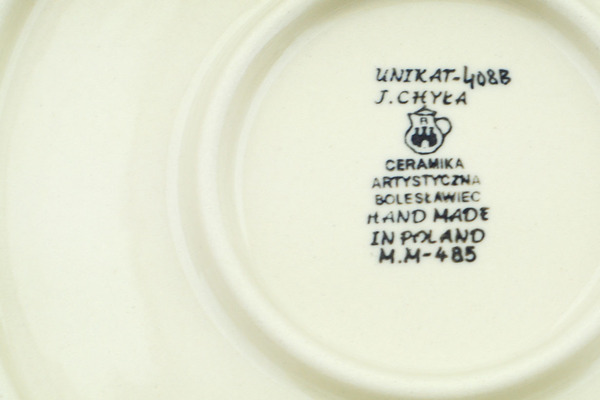 UNIKAT-408B
J. CHYŁA
A
CERAMIKA
ARTYSTYCZNA
BOLESŁAWIEC
HAND MADE
IN POLAND
M.M-485